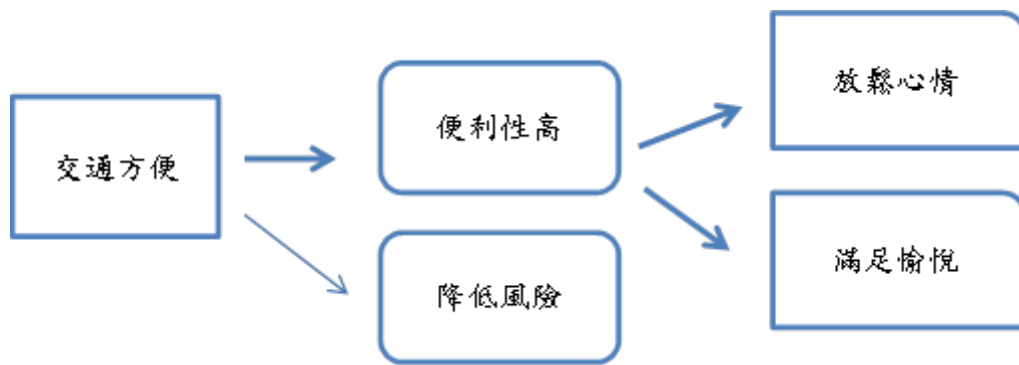 交通方便
便利性高
降低風險
放鬆心情
滿足愉悅